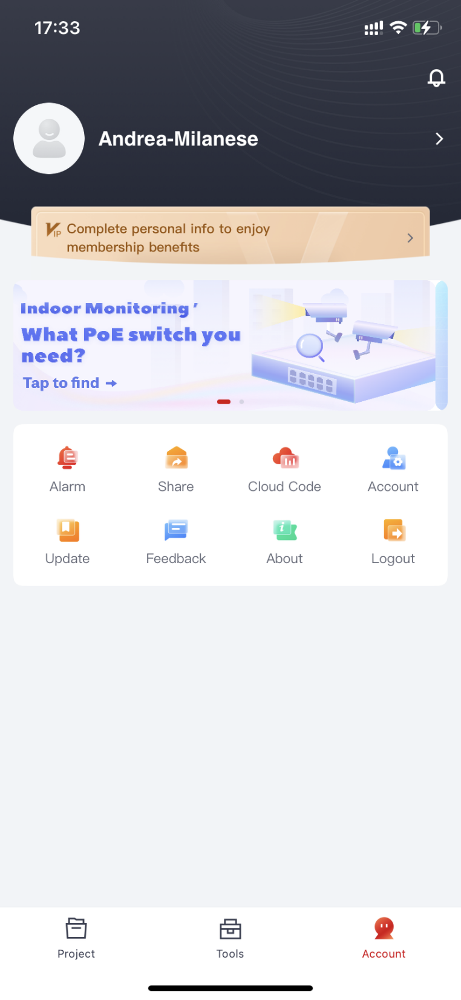 17:33
Andrea-Milanese
VIP Complete personal info to enjoy
membership benefits
Indoor Monitoring
What PoE switch you
need?
Tap to find →
Alarm Share Cloud Code Account
Update Feedback About Logout
Project Tools Account